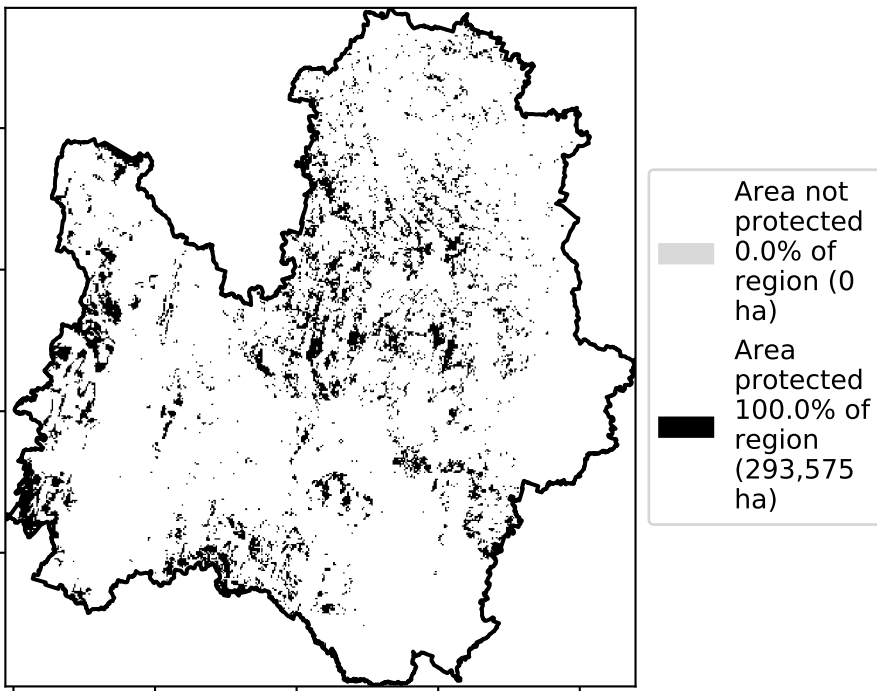 Area not
protected
0.0% of
region (0
ha)
Area
protected
100.0% of
region
(293,575
ha)